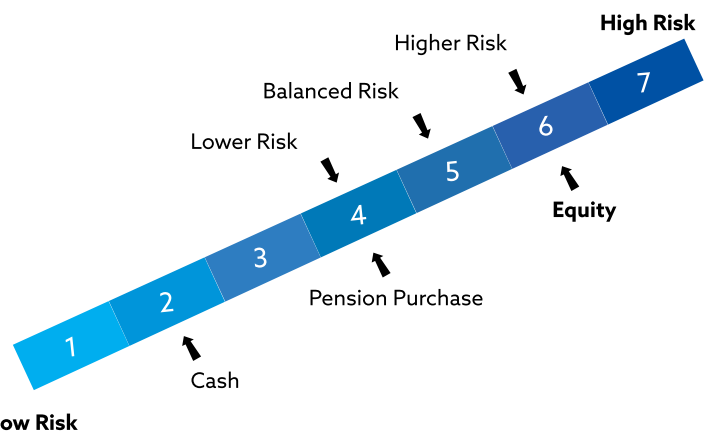 High Risk
Higher Risk
Balanced Risk
Lower Risk
7
6
5
4
3
2
1
Equity
Pension Purchase
Cash
ow Risk